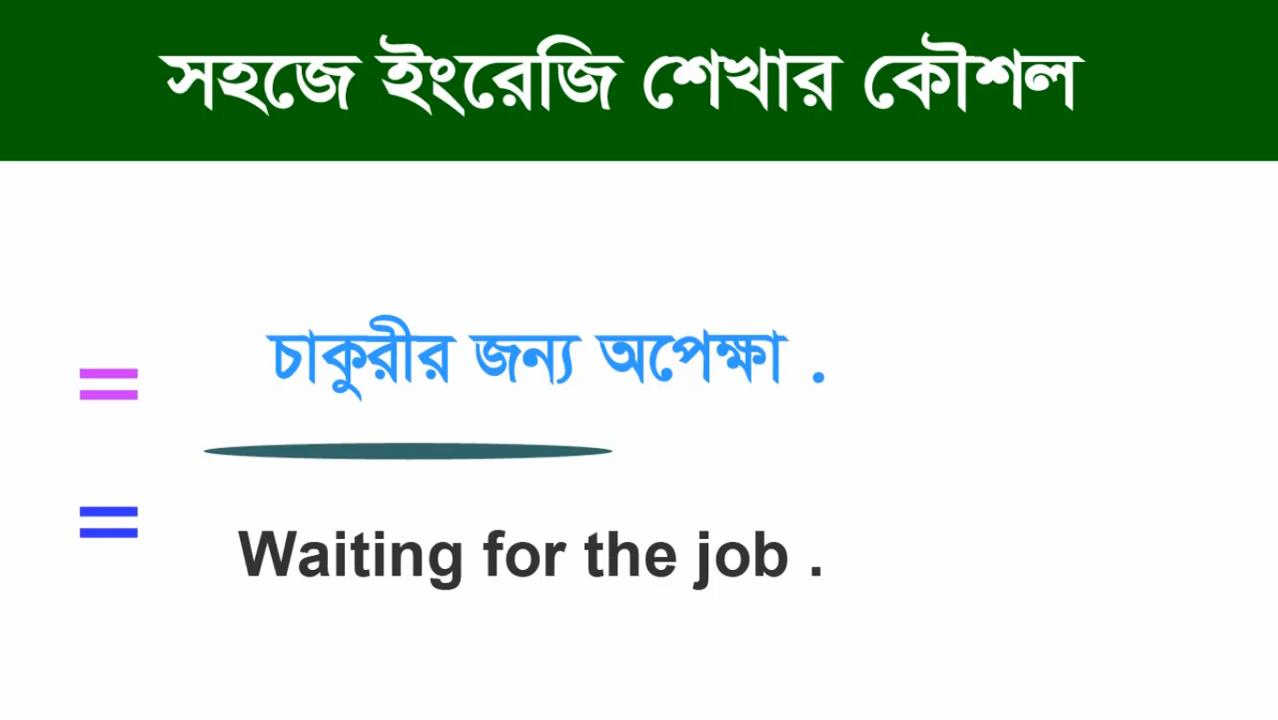 সহজে ইংরেজি শেখার কৌশল
= চাকুরীর জন্য অপেক্ষা .
= Waiting for the job .